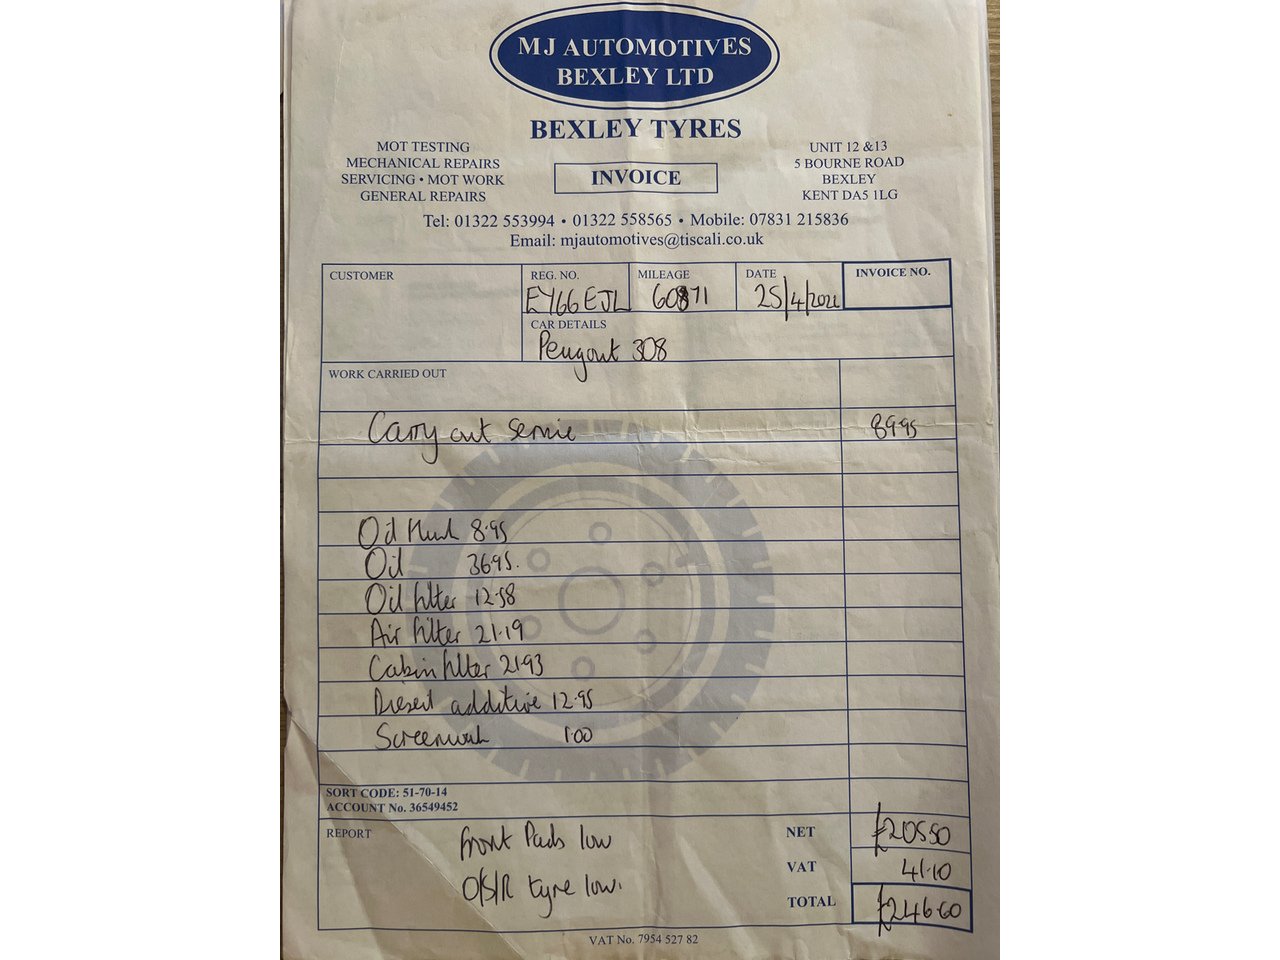 MJ AUTOMOTIVES
BEXLEY LTD
BEXLEY TYRES
MOT TESTING
MECHANICAL REPAIRS
SERVICING • MOT WORK
GENERAL REPAIRS
INVOICE
UNIT 12 &13
5 BOURNE ROAD
BEXLEY
KENT DA5 1LG
Tel: 01322 553994 • 01322 558565 • Mobile: 07831 215836
Email: mjautomotives@tiscali.co.uk
CUSTOMER
REG. NO. EY66 EJL
MILEAGE 60871
DATE 25/4/2022
INVOICE NO.
CAR DETAILS
Peugout 308
WORK CARRIED OUT
Carry out Service 89.95
Oil Flush 8.95
Oil 36.95.
Oil filter 12.58
Air filter 21.19
Cabin filter 21.93
Diesel additive 12.95
Screenwash 1.00
SORT CODE: 51-70-14
ACCOUNT No. 36549452
REPORT
front Pads low
O/S/R tyre low.
NET £205.50
VAT 41.10
TOTAL £246.60
VAT No. 7954 527 82